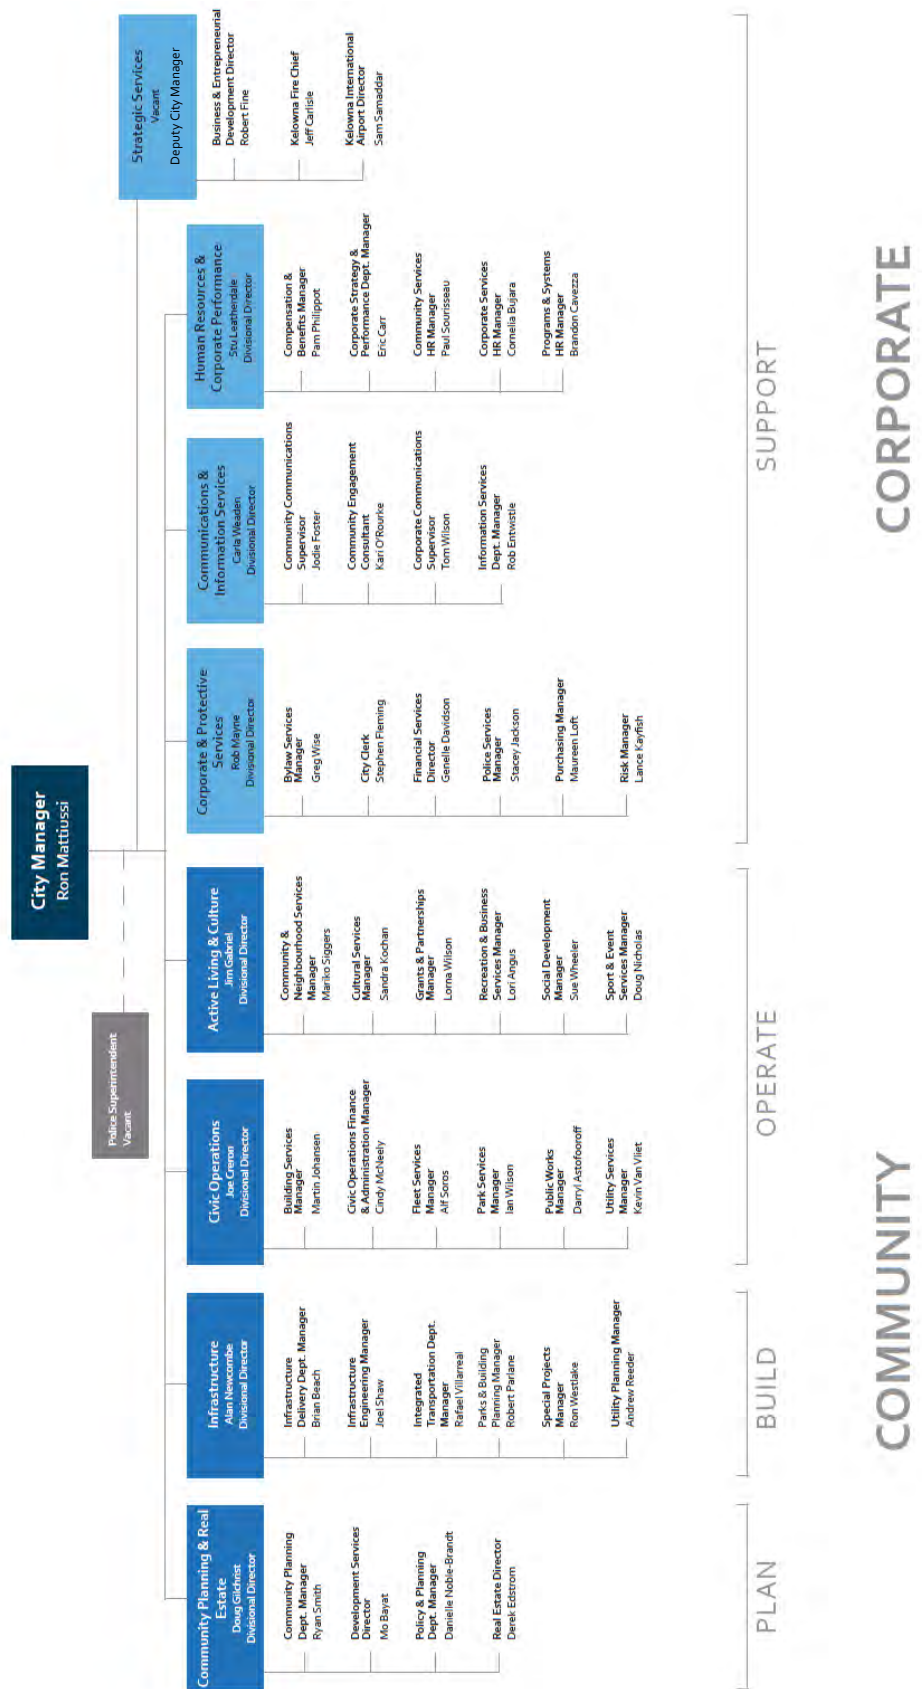 City Manager
Ron Mattiussi
Police Superintendent
Vacant
Strategic Services
Vacant
Deputy City Manager
Business & Entrepreneurial
Development Director
Robert Fine
Kelowna Fire Chief
Jeff Carlisle
Kelowna International
Airport Director
Sam Samaddar
Community Planning & Real
Estate
Doug Gilchrist
Divisional Director
Community Planning
Dept. Manager
Ryan Smith
Development Services
Director
Mo Bayat
Policy & Planning
Dept. Manager
Danielle Noble-Brandt
Real Estate Director
Derek Edstrom
Infrastructure
Alan Newcombe
Divisional Director
Infrastructure
Delivery Dept. Manager
Brian Beach
Infrastructure
Engineering Manager
Joel Shaw
Integrated
Transportation Dept.
Manager
Rafael Villarreal
Parks & Building
Planning Manager
Robert Parlane
Special Projects
Manager
Ron Westlake
Utility Planning Manager
Andrew Reeder
Civic Operations
Joe Creron
Divisional Director
Building Services
Manager
Martin Johansen
Civic Operations Finance
& Administration Manager
Cindy McNeely
Fleet Services
Manager
Alf Soros
Park Services
Manager
Ian Wilson
Public Works
Manager
Darryl Astofooroff
Utility Services
Manager
Kevin Van Vliet
Active Living & Culture
Jim Gabriel
Divisional Director
Community &
Neighbourhood Services
Manager
Mariko Siggers
Cultural Services
Manager
Sandra Kochan
Grants & Partnerships
Manager
Lorna Wilson
Recreation & Business
Services Manager
Lori Angus
Social Development
Manager
Sue Wheeler
Sport & Event
Services Manager
Doug Nicholas
Corporate & Protective
Services
Rob Mayne
Divisional Director
Bylaw Services
Manager
Greg Wise
City Clerk
Stephen Fleming
Financial Services
Director
Genelle Davidson
Police Services
Manager
Stacey Jackson
Purchasing Manager
Maureen Loft
Risk Manager
Lance Kayfish
Communications &
Information Services
Carla Weaden
Divisional Director
Community Communications
Supervisor
Jodie Foster
Community Engagement
Consultant
Kari O'Rourke
Corporate Communications
Supervisor
Tom Wilson
Information Services
Dept. Manager
Rob Entwistle
Human Resources &
Corporate Performance
Stu Leatherdale
Divisional Director
Compensation &
Benefits Manager
Pam Philippot
Corporate Strategy &
Performance Dept. Manager
Eric Carr
Community Services
HR Manager
Paul Sourisseau
Corporate Services
HR Manager
Cornelia Bujara
Programs & Systems
HR Manager
Brandon Cavezza
PLAN
BUILD
OPERATE
SUPPORT
COMMUNITY
CORPORATE